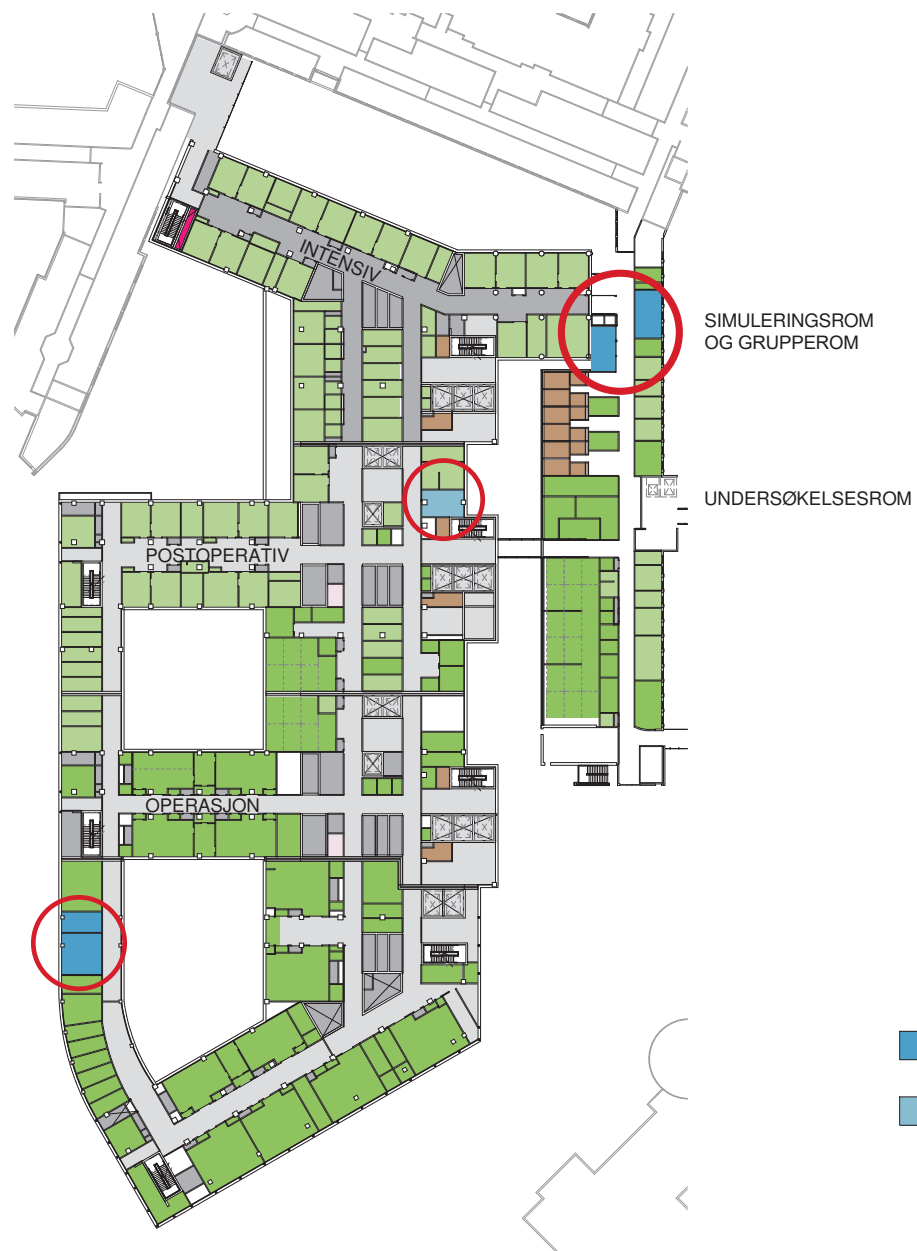 INTENSIV
SIMULERINGSROM
OG GRUPPEROM
UNDERSØKELSESROM
POSTOPERATIV
OPERASJON